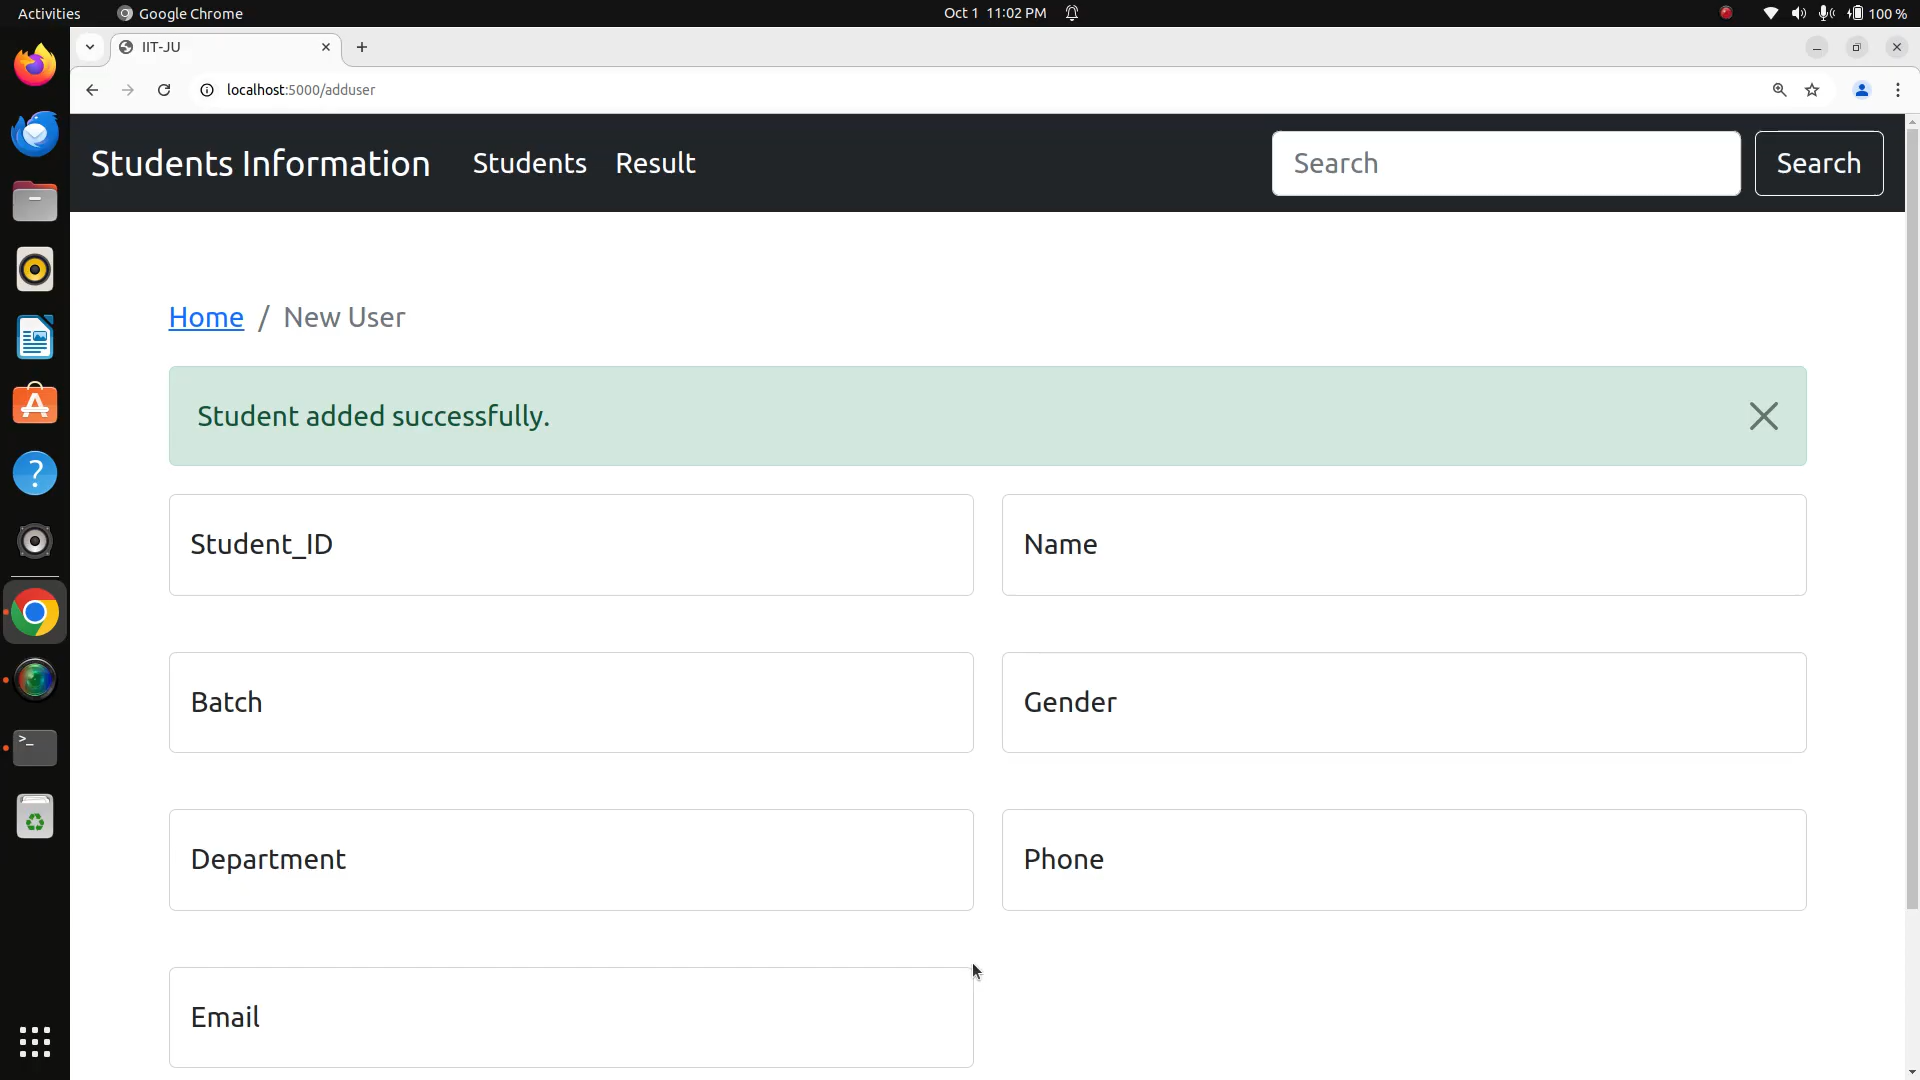 Activities Google Chrome Oct 1 11:02 PM 100 %
IIT-JU
localhost:5000/adduser
Students Information Students Result Search Search
Home / New User
Student added successfully.
Student_ID Name
Batch Gender
Department Phone
Email